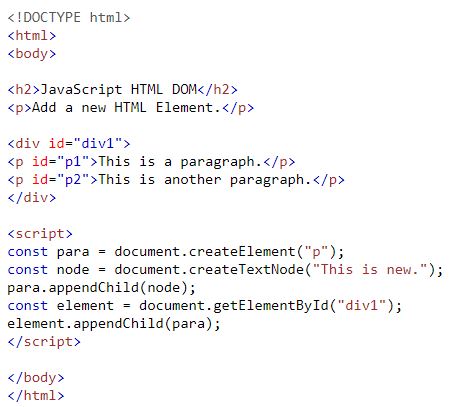 <!DOCTYPE html>
<html>
<body>
<h2>JavaScript HTML DOM</h2>
<p>Add a new HTML Element.</p>
<div id="div1">
<p id="p1">This is a paragraph.</p>
<p id="p2">This is another paragraph.</p>
</div>
<script>
const para = document.createElement("p");
const node = document.createTextNode("This is new.");
para.appendChild(node);
const element = document.getElementById("div1");
element.appendChild(para);
</script>
</body>
</html>